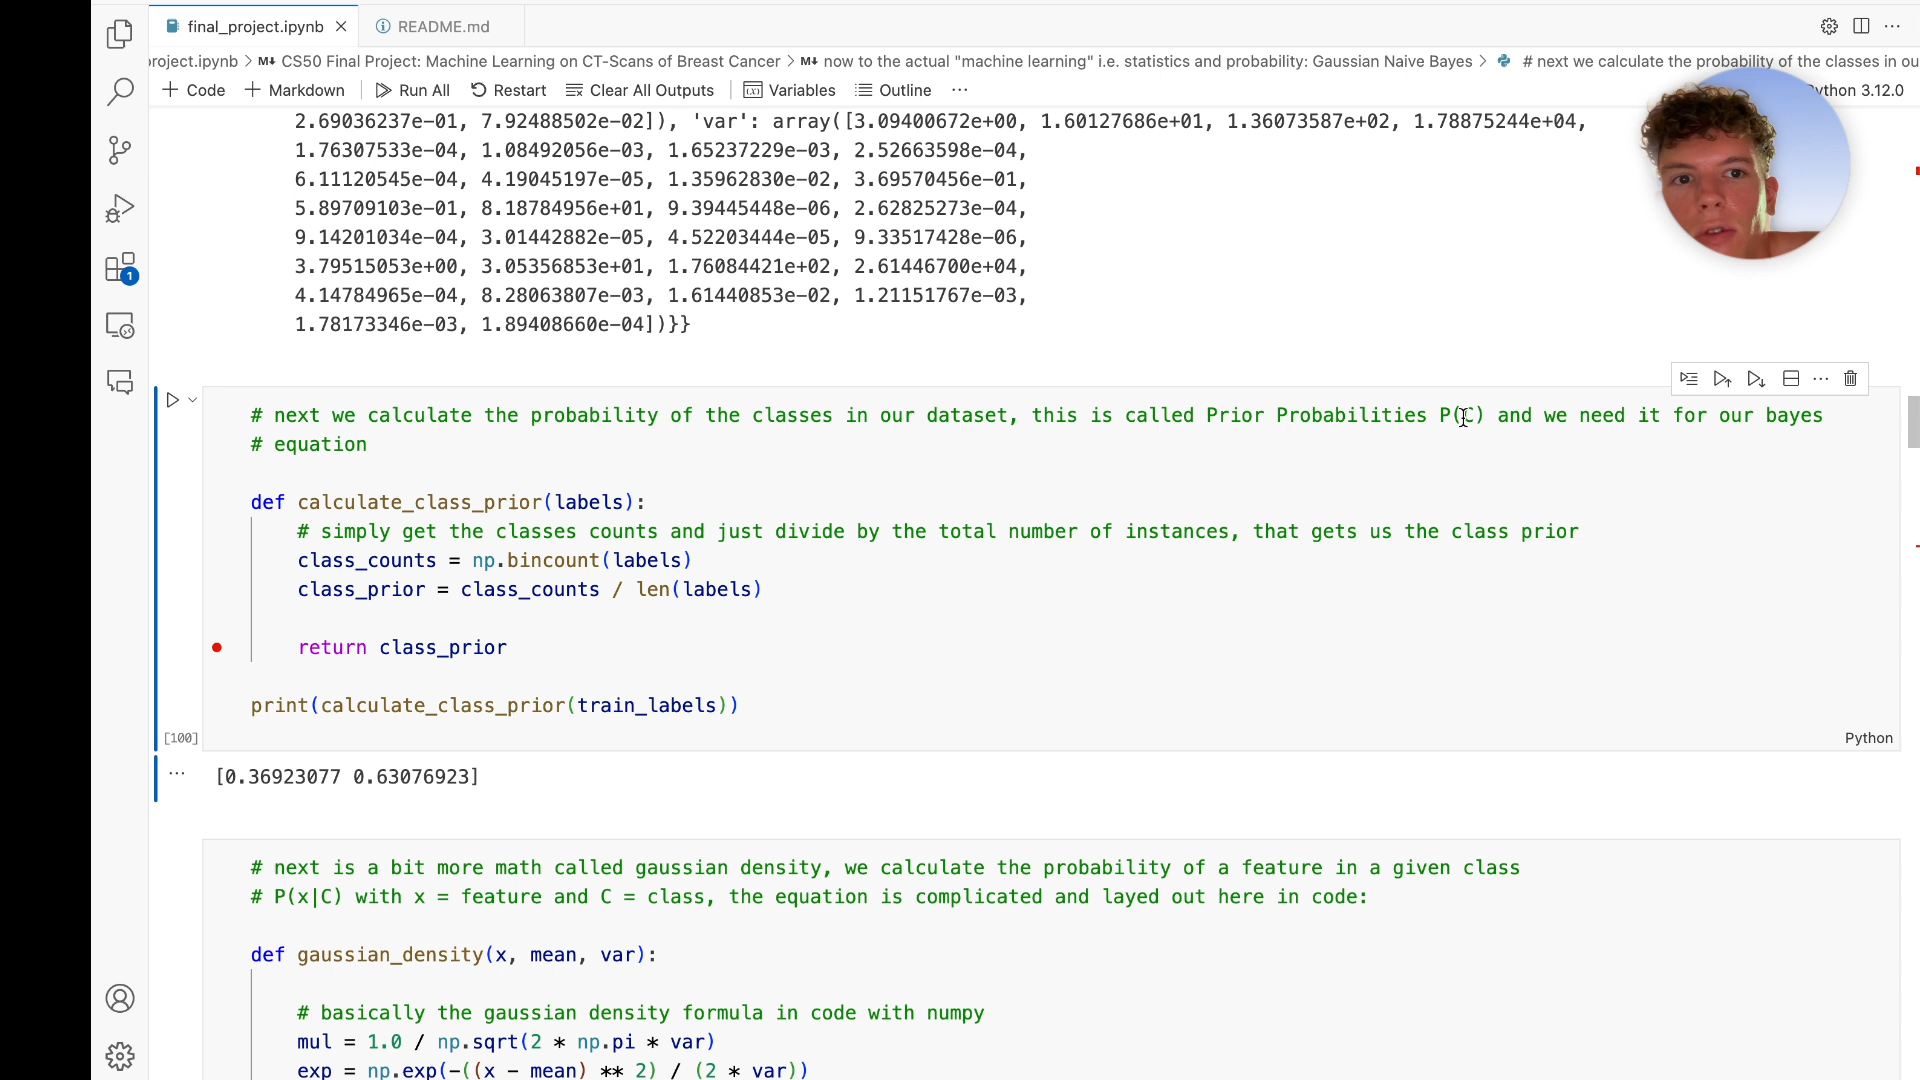 final_project.ipynb
README.md
project.ipynb > M↓ CS50 Final Project: Machine Learning on CT-Scans of Breast Cancer > M↓ now to the actual "machine learning" i.e. statistics and probability: Gaussian Naive Bayes > # next we calculate the probability of the classes in ou
+ Code + Markdown Run All Restart Clear All Outputs Variables Outline ... ython 3.12.0
2.69036237e-01, 7.92488502e-02]), 'var': array([3.09400672e+00, 1.60127686e+01, 1.36073587e+02, 1.78875244e+04,
1.76307533e-04, 1.08492056e-03, 1.65237229e-03, 2.52663598e-04,
6.11120545e-04, 4.19045197e-05, 1.35962830e-02, 3.69570456e-01,
5.89709103e-01, 8.18784956e+01, 9.39445448e-06, 2.62825273e-04,
9.14201034e-04, 3.01442882e-05, 4.52203444e-05, 9.33517428e-06,
3.79515053e+00, 3.05356853e+01, 1.76084421e+02, 2.61446700e+04,
4.14784965e-04, 8.28063807e-03, 1.61440853e-02, 1.21151767e-03,
1.78173346e-03, 1.89408660e-04])}}
1
# next we calculate the probability of the classes in our dataset, this is called Prior Probabilities P(C) and we need it for our bayes
# equation
def calculate_class_prior(labels):
# simply get the classes counts and just divide by the total number of instances, that gets us the class prior
class_counts = np.bincount(labels)
class_prior = class_counts / len(labels)
return class_prior
print(calculate_class_prior(train_labels))
[100]
Python
... [0.36923077 0.63076923]
# next is a bit more math called gaussian density, we calculate the probability of a feature in a given class
# P(x|C) with x = feature and C = class, the equation is complicated and layed out here in code:
def gaussian_density(x, mean, var):
# basically the gaussian density formula in code with numpy
mul = 1.0 / np.sqrt(2 * np.pi * var)
exp = np.exp(-((x - mean) ** 2) / (2 * var))